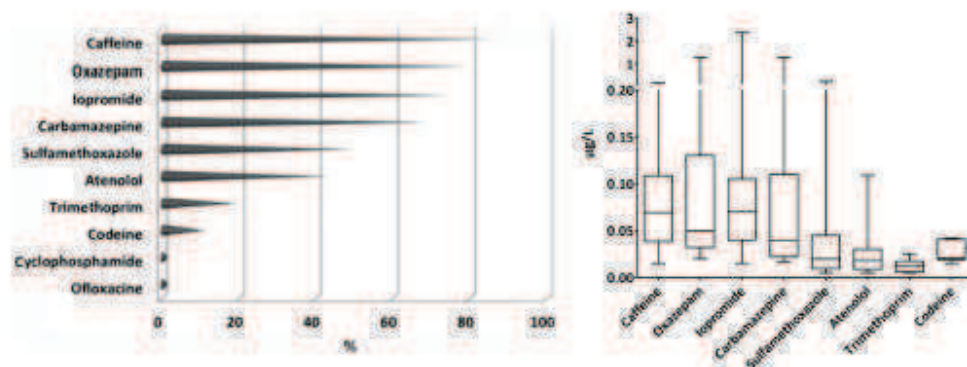 Caffeine
Oxazepam
Iopromide
Carbamazepine
Sulfamethoxazole
Atenolol
Trimethoprim
Codeine
Cyclophosphamide
Ofloxacine
0 20 40 60 80 100
%
3
2
1
0.20
0.15
0.10
0.05
0.00
µg/L
Caffeine
Oxazepam
Iopromide
Carbamazepine
Sulfamethoxazole
Atenolol
Trimethoprim
Codeine